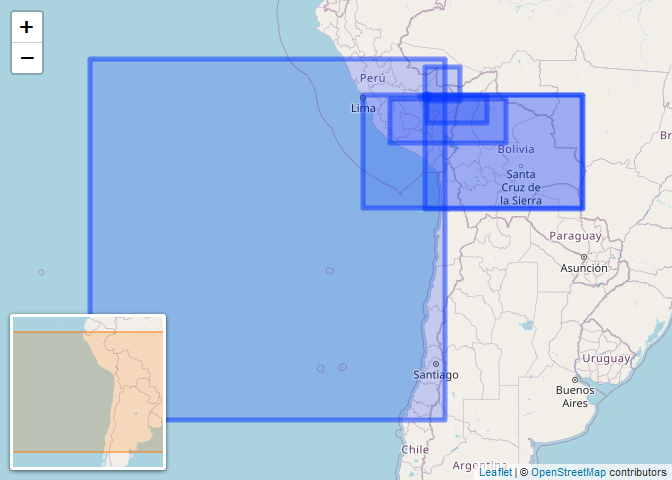 +
−
Perú
Lima
Bolivia
Santa
Cruz de
la Sierra
Br
Paraguay
Asunción
Uruguay
Santiago
Buenos
Aires
Chile
Argentina
Leaflet | © OpenStreetMap contributors